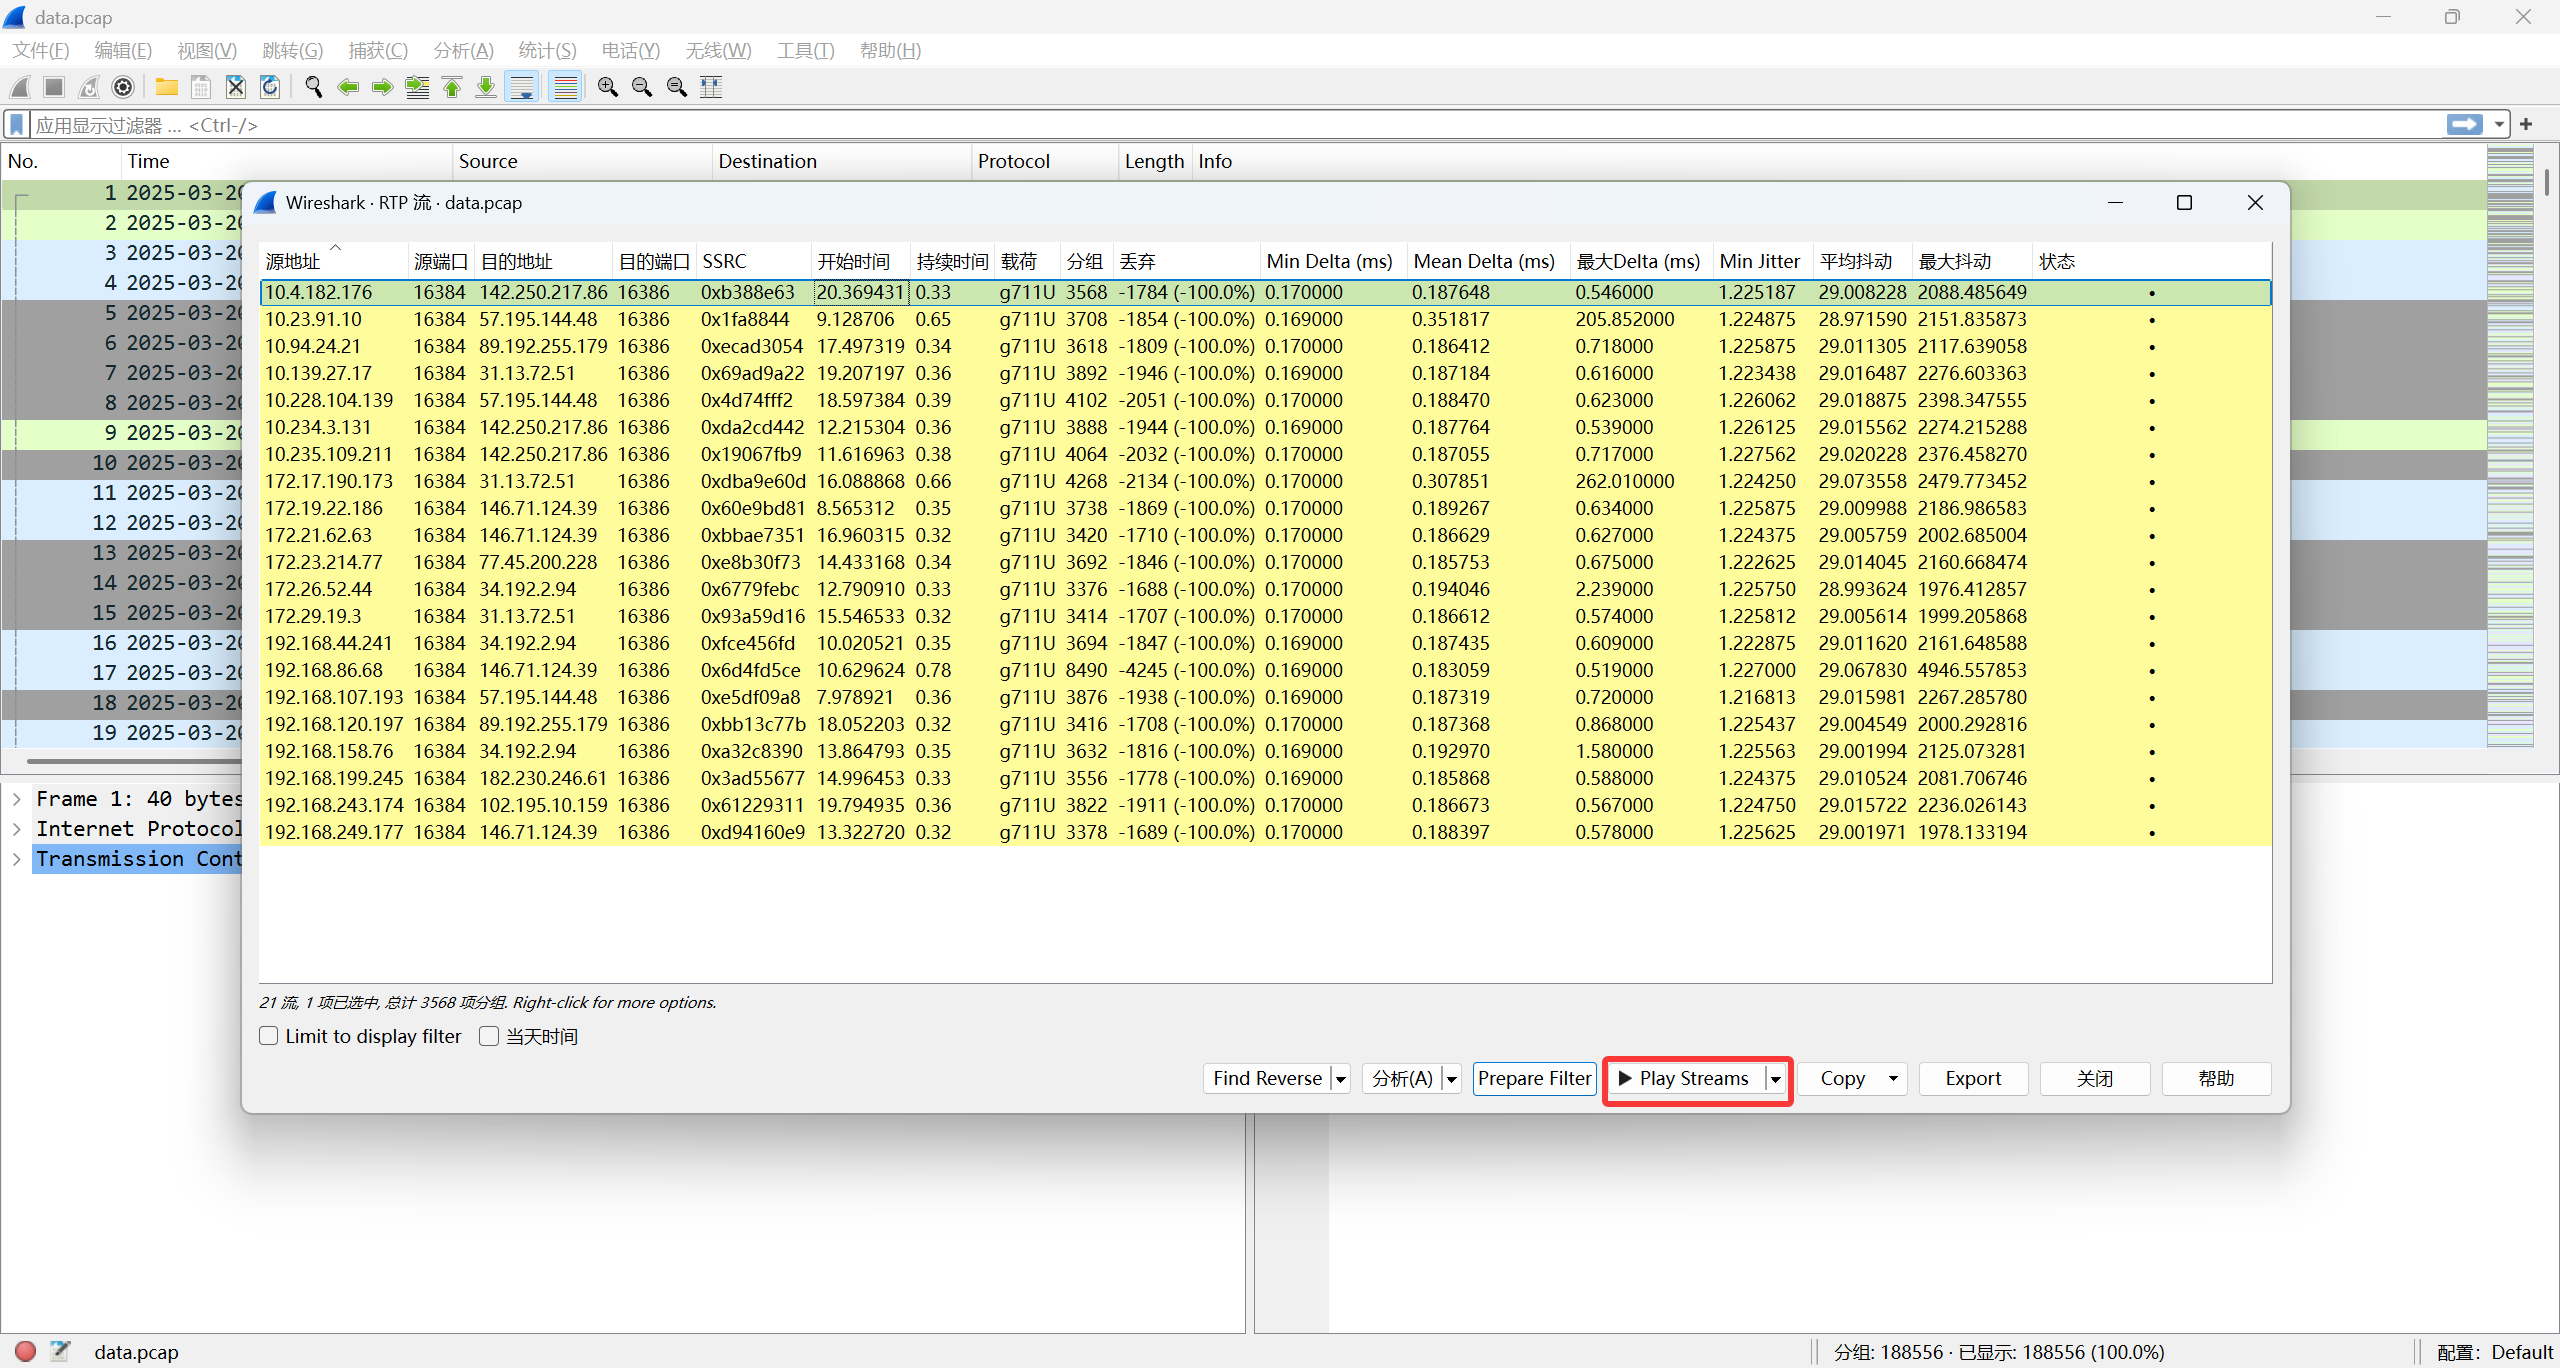 data.pcap
文件(F) 编辑(E) 视图(V) 跳转(G) 捕获(C) 分析(A) 统计(S) 电话(Y) 无线(W) 工具(T) 帮助(H)
应用显示过滤器 … <Ctrl-/>
No. Time Source Destination Protocol Length Info
1 2025-03-20
2 2025-03-20
3 2025-03-20
4 2025-03-20
5 2025-03-20
6 2025-03-20
7 2025-03-20
8 2025-03-20
9 2025-03-20
10 2025-03-20
11 2025-03-20
12 2025-03-20
13 2025-03-20
14 2025-03-20
15 2025-03-20
16 2025-03-20
17 2025-03-20
18 2025-03-20
19 2025-03-20
Frame 1: 40 bytes
Internet Protocol
Transmission Cont
Wireshark · RTP 流 · data.pcap
源地址 源端口 目的地址 目的端口 SSRC 开始时间 持续时间 载荷 分组 丢弃 Min Delta (ms) Mean Delta (ms) 最大Delta (ms) Min Jitter 平均抖动 最大抖动 状态
10.4.182.176 16384 142.250.217.86 16386 0xb388e63 20.369431 0.33 g711U 3568 -1784 (-100.0%) 0.170000 0.187648 0.546000 1.225187 29.008228 2088.485649 •
10.23.91.10 16384 57.195.144.48 16386 0x1fa8844 9.128706 0.65 g711U 3708 -1854 (-100.0%) 0.169000 0.351817 205.852000 1.224875 28.971590 2151.835873 •
10.94.24.21 16384 89.192.255.179 16386 0xecad3054 17.497319 0.34 g711U 3618 -1809 (-100.0%) 0.170000 0.186412 0.718000 1.225875 29.011305 2117.639058 •
10.139.27.17 16384 31.13.72.51 16386 0x69ad9a22 19.207197 0.36 g711U 3892 -1946 (-100.0%) 0.169000 0.187184 0.616000 1.223438 29.016487 2276.603363 •
10.228.104.139 16384 57.195.144.48 16386 0x4d74fff2 18.597384 0.39 g711U 4102 -2051 (-100.0%) 0.170000 0.188470 0.623000 1.226062 29.018875 2398.347555 •
10.234.3.131 16384 142.250.217.86 16386 0xda2cd442 12.215304 0.36 g711U 3888 -1944 (-100.0%) 0.169000 0.187764 0.539000 1.226125 29.015562 2274.215288 •
10.235.109.211 16384 142.250.217.86 16386 0x19067fb9 11.616963 0.38 g711U 4064 -2032 (-100.0%) 0.170000 0.187055 0.717000 1.227562 29.020228 2376.458270 •
172.17.190.173 16384 31.13.72.51 16386 0xdba9e60d 16.088868 0.66 g711U 4268 -2134 (-100.0%) 0.170000 0.307851 262.010000 1.224250 29.073558 2479.773452 •
172.19.22.186 16384 146.71.124.39 16386 0x60e9bd81 8.565312 0.35 g711U 3738 -1869 (-100.0%) 0.170000 0.189267 0.634000 1.225875 29.009988 2186.986583 •
172.21.62.63 16384 146.71.124.39 16386 0xbbae7351 16.960315 0.32 g711U 3420 -1710 (-100.0%) 0.170000 0.186629 0.627000 1.224375 29.005759 2002.685004 •
172.23.214.77 16384 77.45.200.228 16386 0xe8b30f73 14.433168 0.34 g711U 3692 -1846 (-100.0%) 0.170000 0.185753 0.675000 1.222625 29.014045 2160.668474 •
172.26.52.44 16384 34.192.2.94 16386 0x6779febc 12.790910 0.33 g711U 3376 -1688 (-100.0%) 0.170000 0.194046 2.239000 1.225750 28.993624 1976.412857 •
172.29.19.3 16384 31.13.72.51 16386 0x93a59d16 15.546533 0.32 g711U 3414 -1707 (-100.0%) 0.170000 0.186612 0.574000 1.225812 29.005614 1999.205868 •
192.168.44.241 16384 34.192.2.94 16386 0xfce456fd 10.020521 0.35 g711U 3694 -1847 (-100.0%) 0.169000 0.187435 0.609000 1.222875 29.011620 2161.648588 •
192.168.86.68 16384 146.71.124.39 16386 0x6d4fd5ce 10.629624 0.78 g711U 8490 -4245 (-100.0%) 0.169000 0.183059 0.519000 1.227000 29.067830 4946.557853 •
192.168.107.193 16384 57.195.144.48 16386 0xe5df09a8 7.978921 0.36 g711U 3876 -1938 (-100.0%) 0.169000 0.187319 0.720000 1.216813 29.015981 2267.285780 •
192.168.120.197 16384 89.192.255.179 16386 0xbb13c77b 18.052203 0.32 g711U 3416 -1708 (-100.0%) 0.170000 0.187368 0.868000 1.225437 29.004549 2000.292816 •
192.168.158.76 16384 34.192.2.94 16386 0xa32c8390 13.864793 0.35 g711U 3632 -1816 (-100.0%) 0.169000 0.192970 1.580000 1.225563 29.001994 2125.073281 •
192.168.199.245 16384 182.230.246.61 16386 0x3ad55677 14.996453 0.33 g711U 3556 -1778 (-100.0%) 0.169000 0.185868 0.588000 1.224375 29.010524 2081.706746 •
192.168.243.174 16384 102.195.10.159 16386 0x61229311 19.794935 0.36 g711U 3822 -1911 (-100.0%) 0.170000 0.186673 0.567000 1.224750 29.015722 2236.026143 •
192.168.249.177 16384 146.71.124.39 16386 0xd94160e9 13.322720 0.32 g711U 3378 -1689 (-100.0%) 0.170000 0.188397 0.578000 1.225625 29.001971 1978.133194 •
21 流, 1 项已选中, 总计 3568 项分组. Right-click for more options.
Limit to display filter 当天时间
Find Reverse 分析(A) Prepare Filter Play Streams Copy Export 关闭 帮助
data.pcap 分组: 188556 · 已显示: 188556 (100.0%) 配置: Default